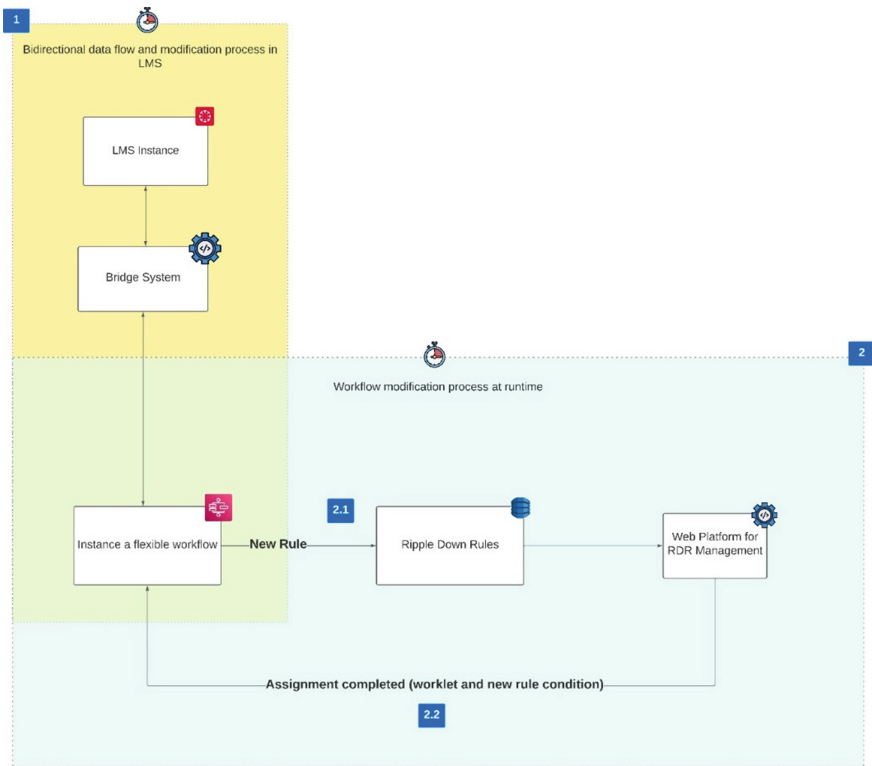 1
Bidirectional data flow and modification process in
LMS
LMS Instance
Bridge System
2
Workflow modification process at runtime
2.1
Instance a flexible workflow
New Rule
Ripple Down Rules
Web Platform for
RDR Management
Assignment completed (worklet and new rule condition)
2.2